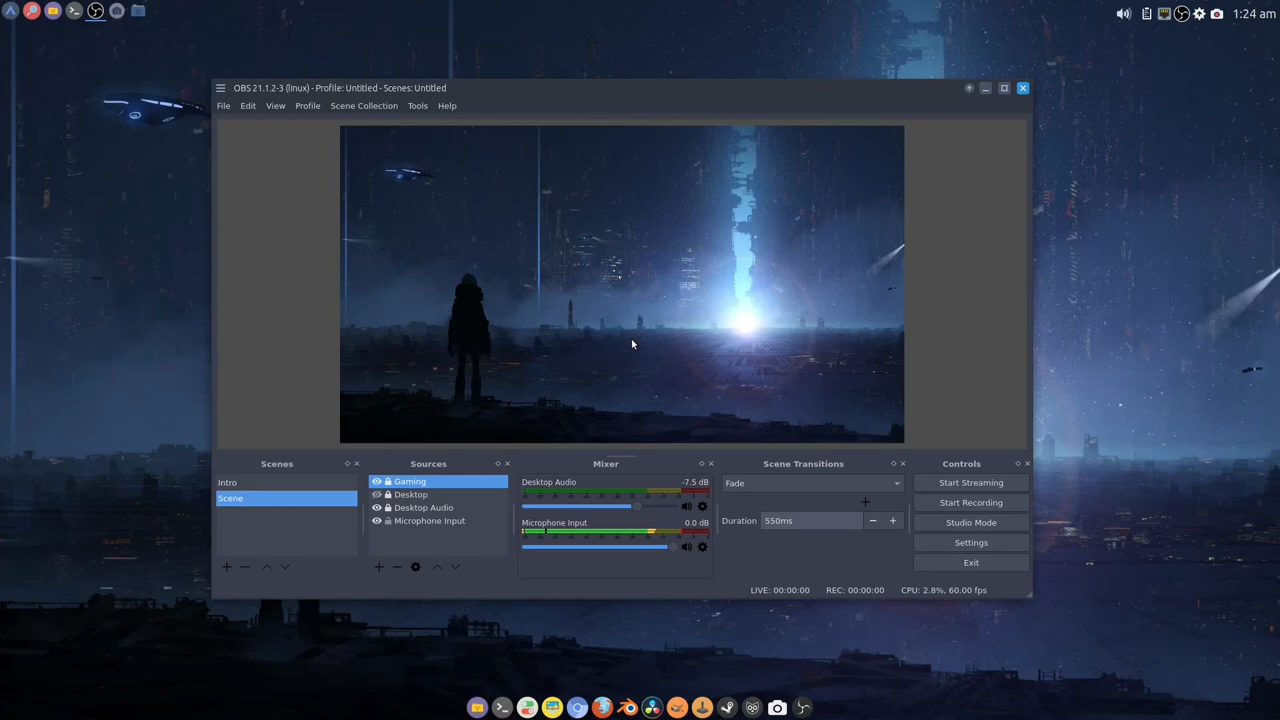 1:24 am
OBS 21.1.2-3 (linux) - Profile: Untitled - Scenes: Untitled
File Edit View Profile Scene Collection Tools Help
Scenes Sources Mixer Scene Transitions Controls
Intro
Scene
Gaming
Desktop
Desktop Audio
Microphone Input
Desktop Audio -7.5 dB
Microphone Input 0.0 dB
Fade
Duration 550ms
Start Streaming
Start Recording
Studio Mode
Settings
Exit
LIVE: 00:00:00 REC: 00:00:00 CPU: 2.8%, 60.00 fps